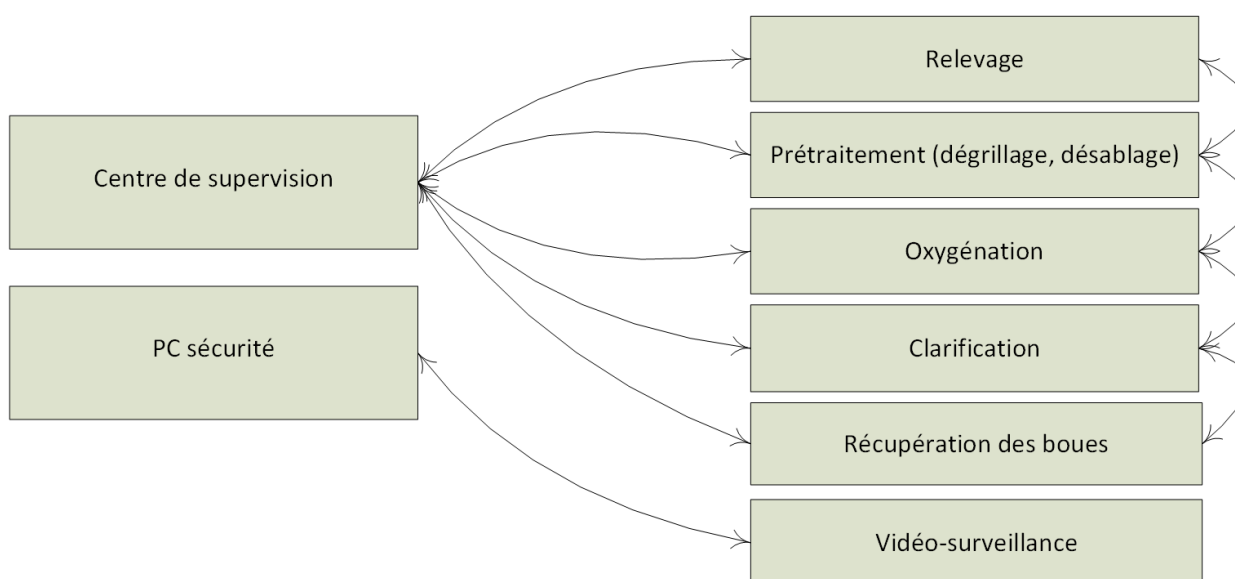 Centre de supervision
PC sécurité
Relevage
Prétraitement (dégrillage, désablage)
Oxygénation
Clarification
Récupération des boues
Vidéo-surveillance